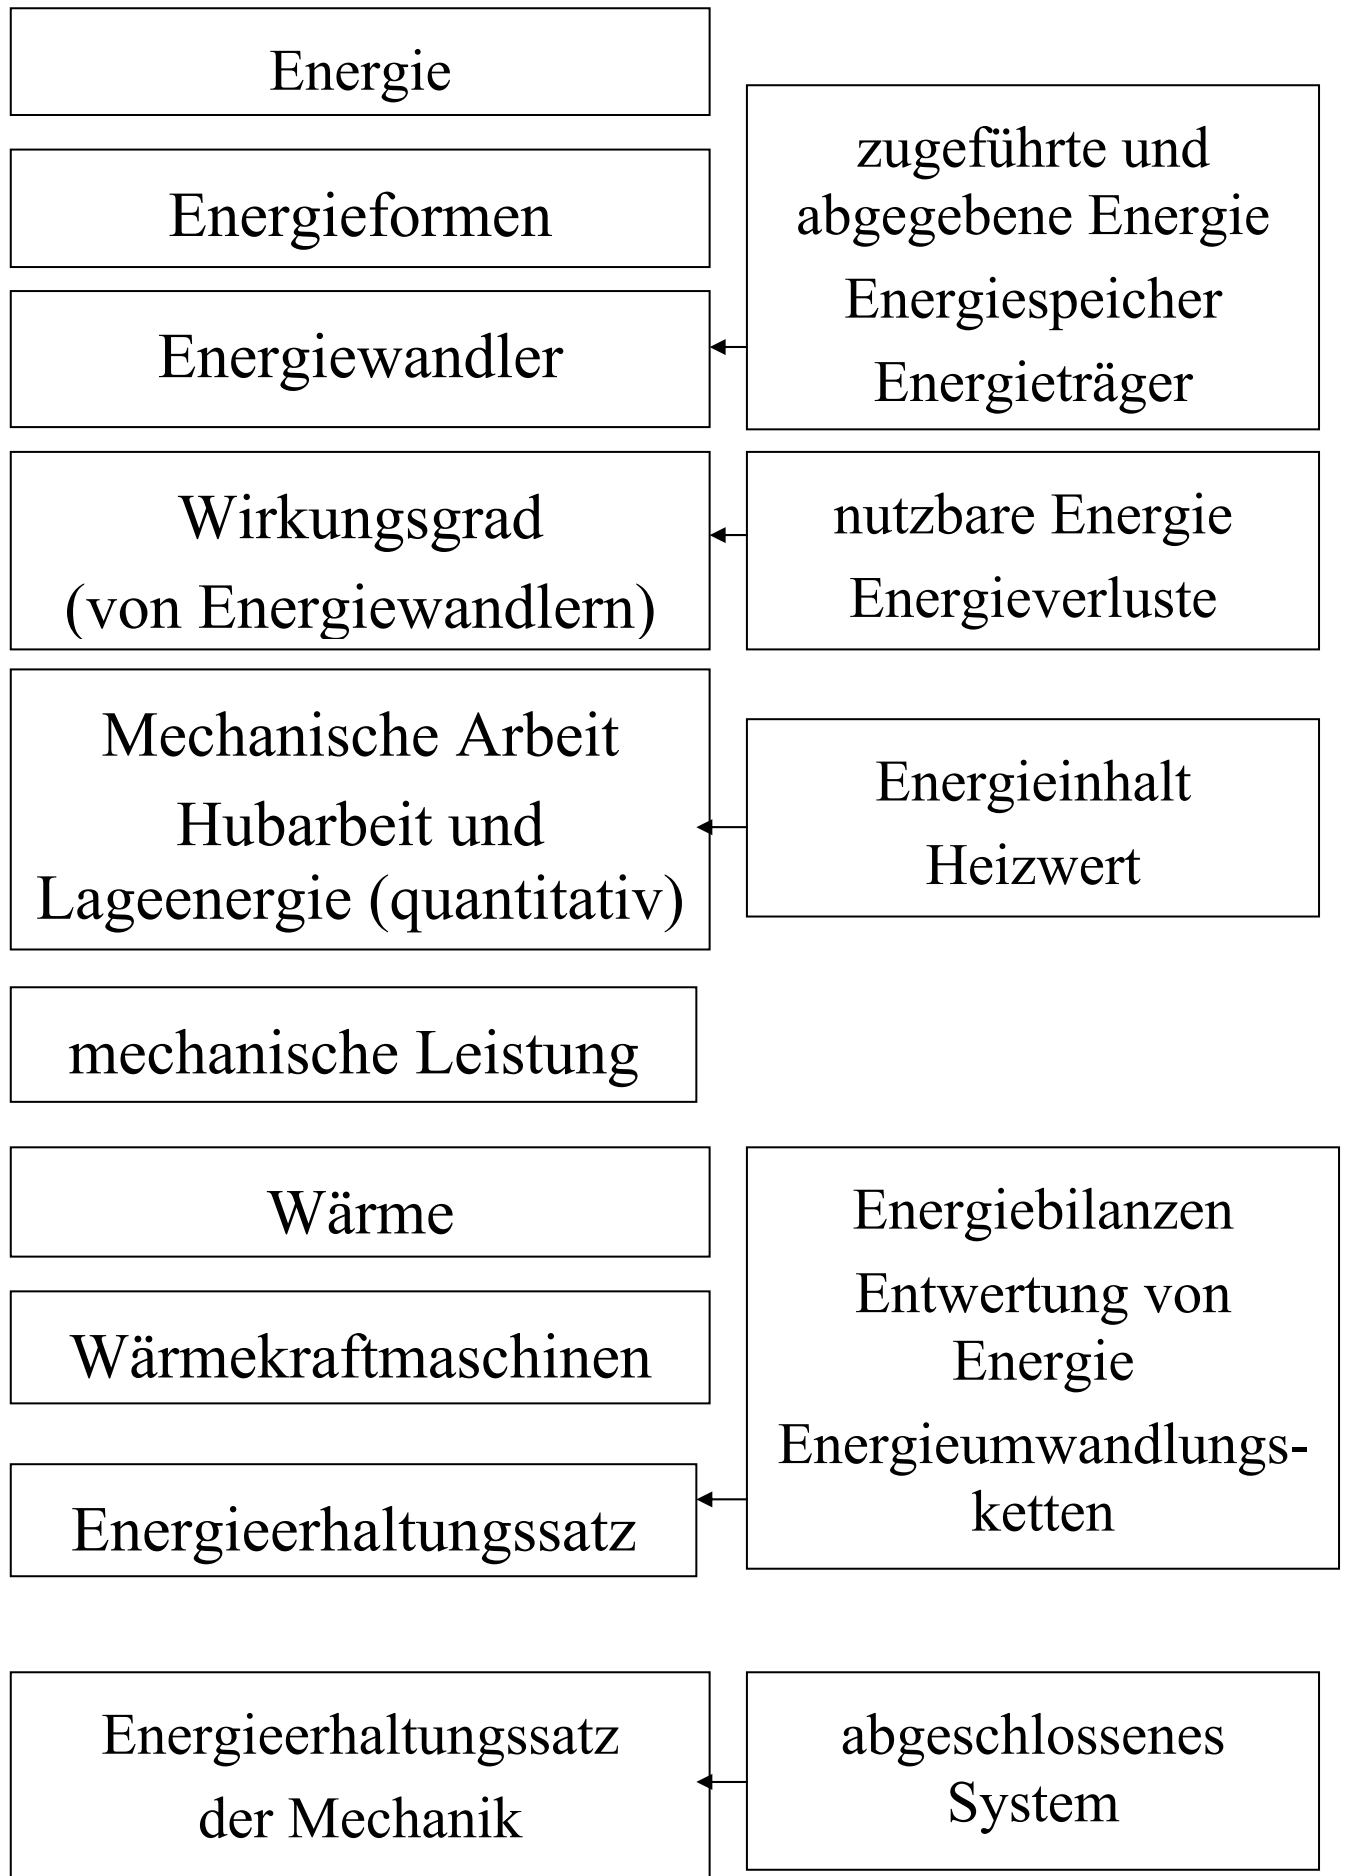 Energie
Energieformen
Energiewandler
zugeführte und
abgegebene Energie
Energiespeicher
Energieträger
Wirkungsgrad
(von Energiewandlern)
nutzbare Energie
Energieverluste
Mechanische Arbeit
Hubarbeit und
Lageenergie (quantitativ)
Energieinhalt
Heizwert
mechanische Leistung
Wärme
Wärmekraftmaschinen
Energieerhaltungssatz
Energiebilanzen
Entwertung von
Energie
Energieumwandlungs-
ketten
Energieerhaltungssatz
der Mechanik
abgeschlossenes
System